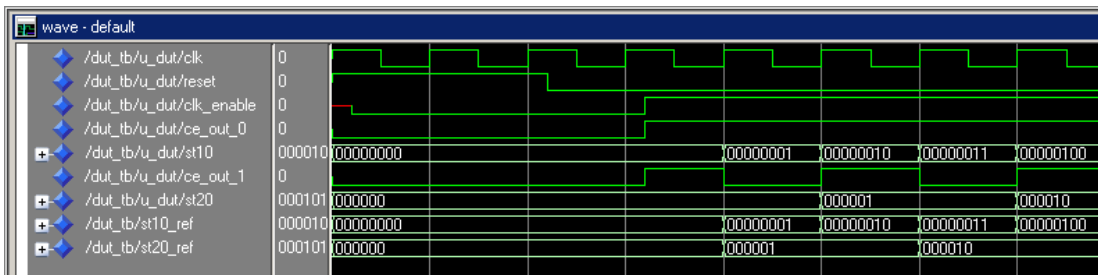 wave - default
/dut_tb/u_dut/clk 0
/dut_tb/u_dut/reset 0
/dut_tb/u_dut/clk_enable 0
/dut_tb/u_dut/ce_out_0 0
/dut_tb/u_dut/st10 000010 00000000 00000001 00000010 00000011 00000100
/dut_tb/u_dut/ce_out_1 0
/dut_tb/u_dut/st20 000101 000000 000001 000010
/dut_tb/st10_ref 000010 00000000 00000001 00000010 00000011 00000100
/dut_tb/st20_ref 000101 000000 000001 000010